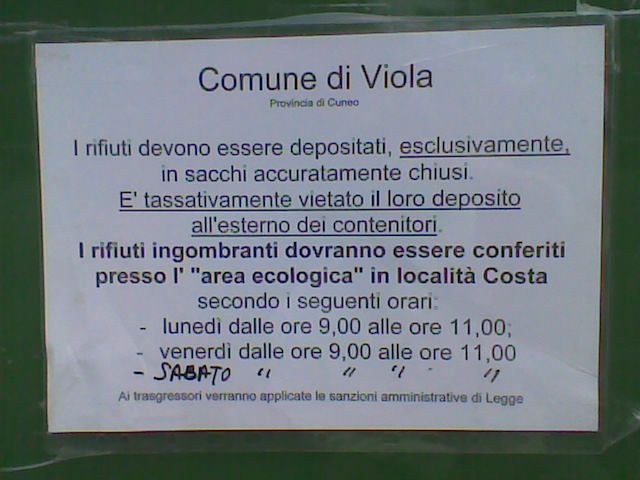 Comune di Viola
Provincia di Cuneo
I rifiuti devono essere depositati, esclusivamente,
in sacchi accuratamente chiusi.
E' tassativamente vietato il loro deposito
all'esterno dei contenitori.
I rifiuti ingombranti dovranno essere conferiti
presso l' "area ecologica" in località Costa
secondo i seguenti orari:
- lunedì dalle ore 9,00 alle ore 11,00;
- venerdì dalle ore 9,00 alle ore 11,00
- SABATO " " " "
Ai trasgressori verranno applicate le sanzioni amministrative di Legge